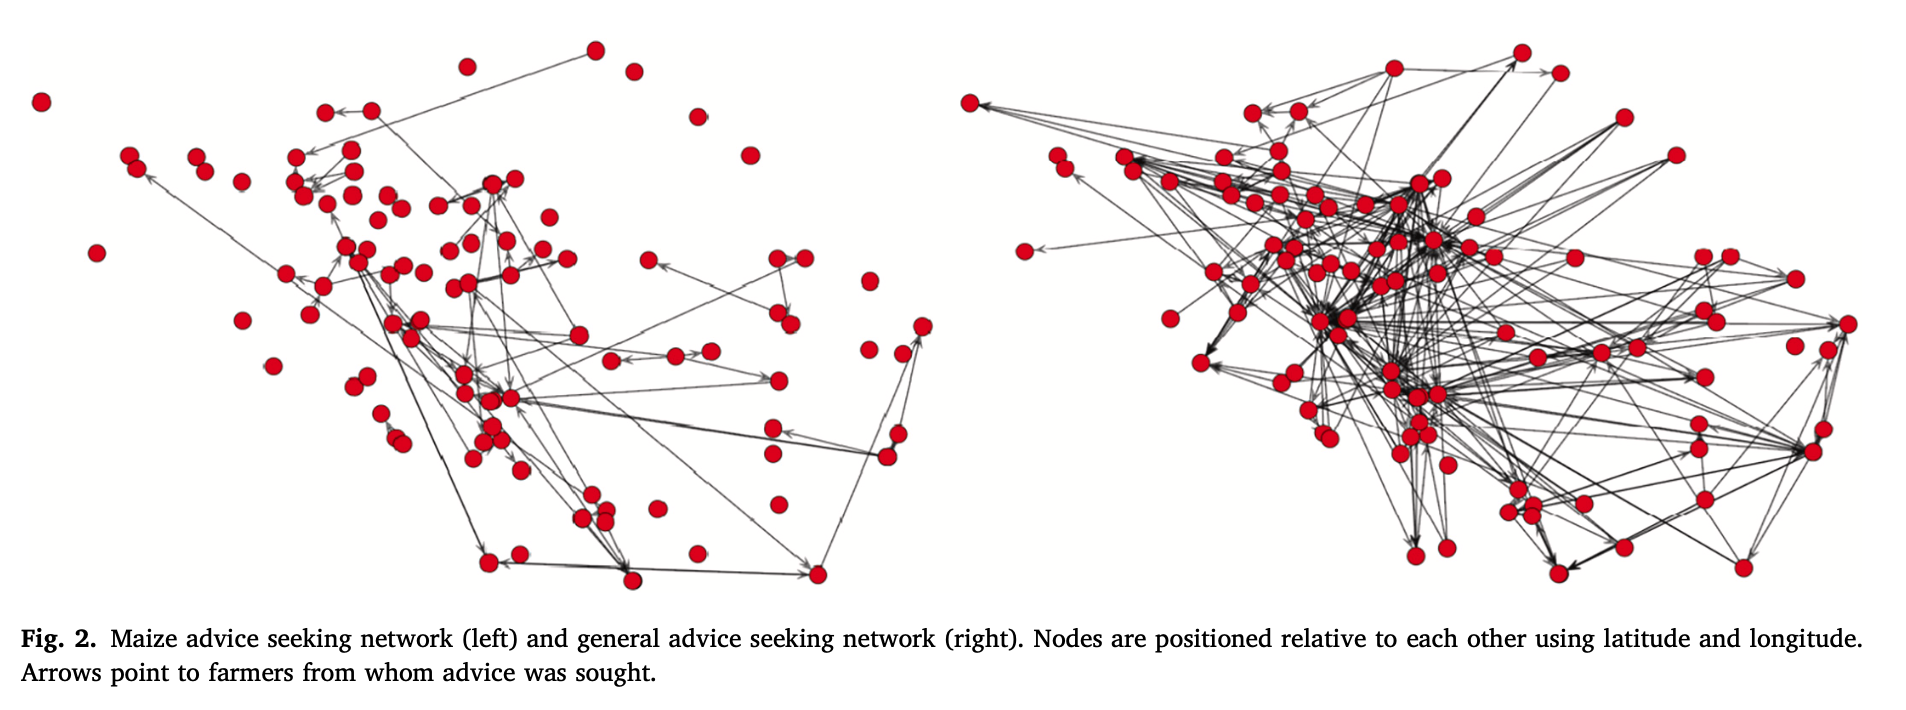 Fig. 2. Maize advice seeking network (left) and general advice seeking network (right). Nodes are positioned relative to each other using latitude and longitude.
Arrows point to farmers from whom advice was sought.